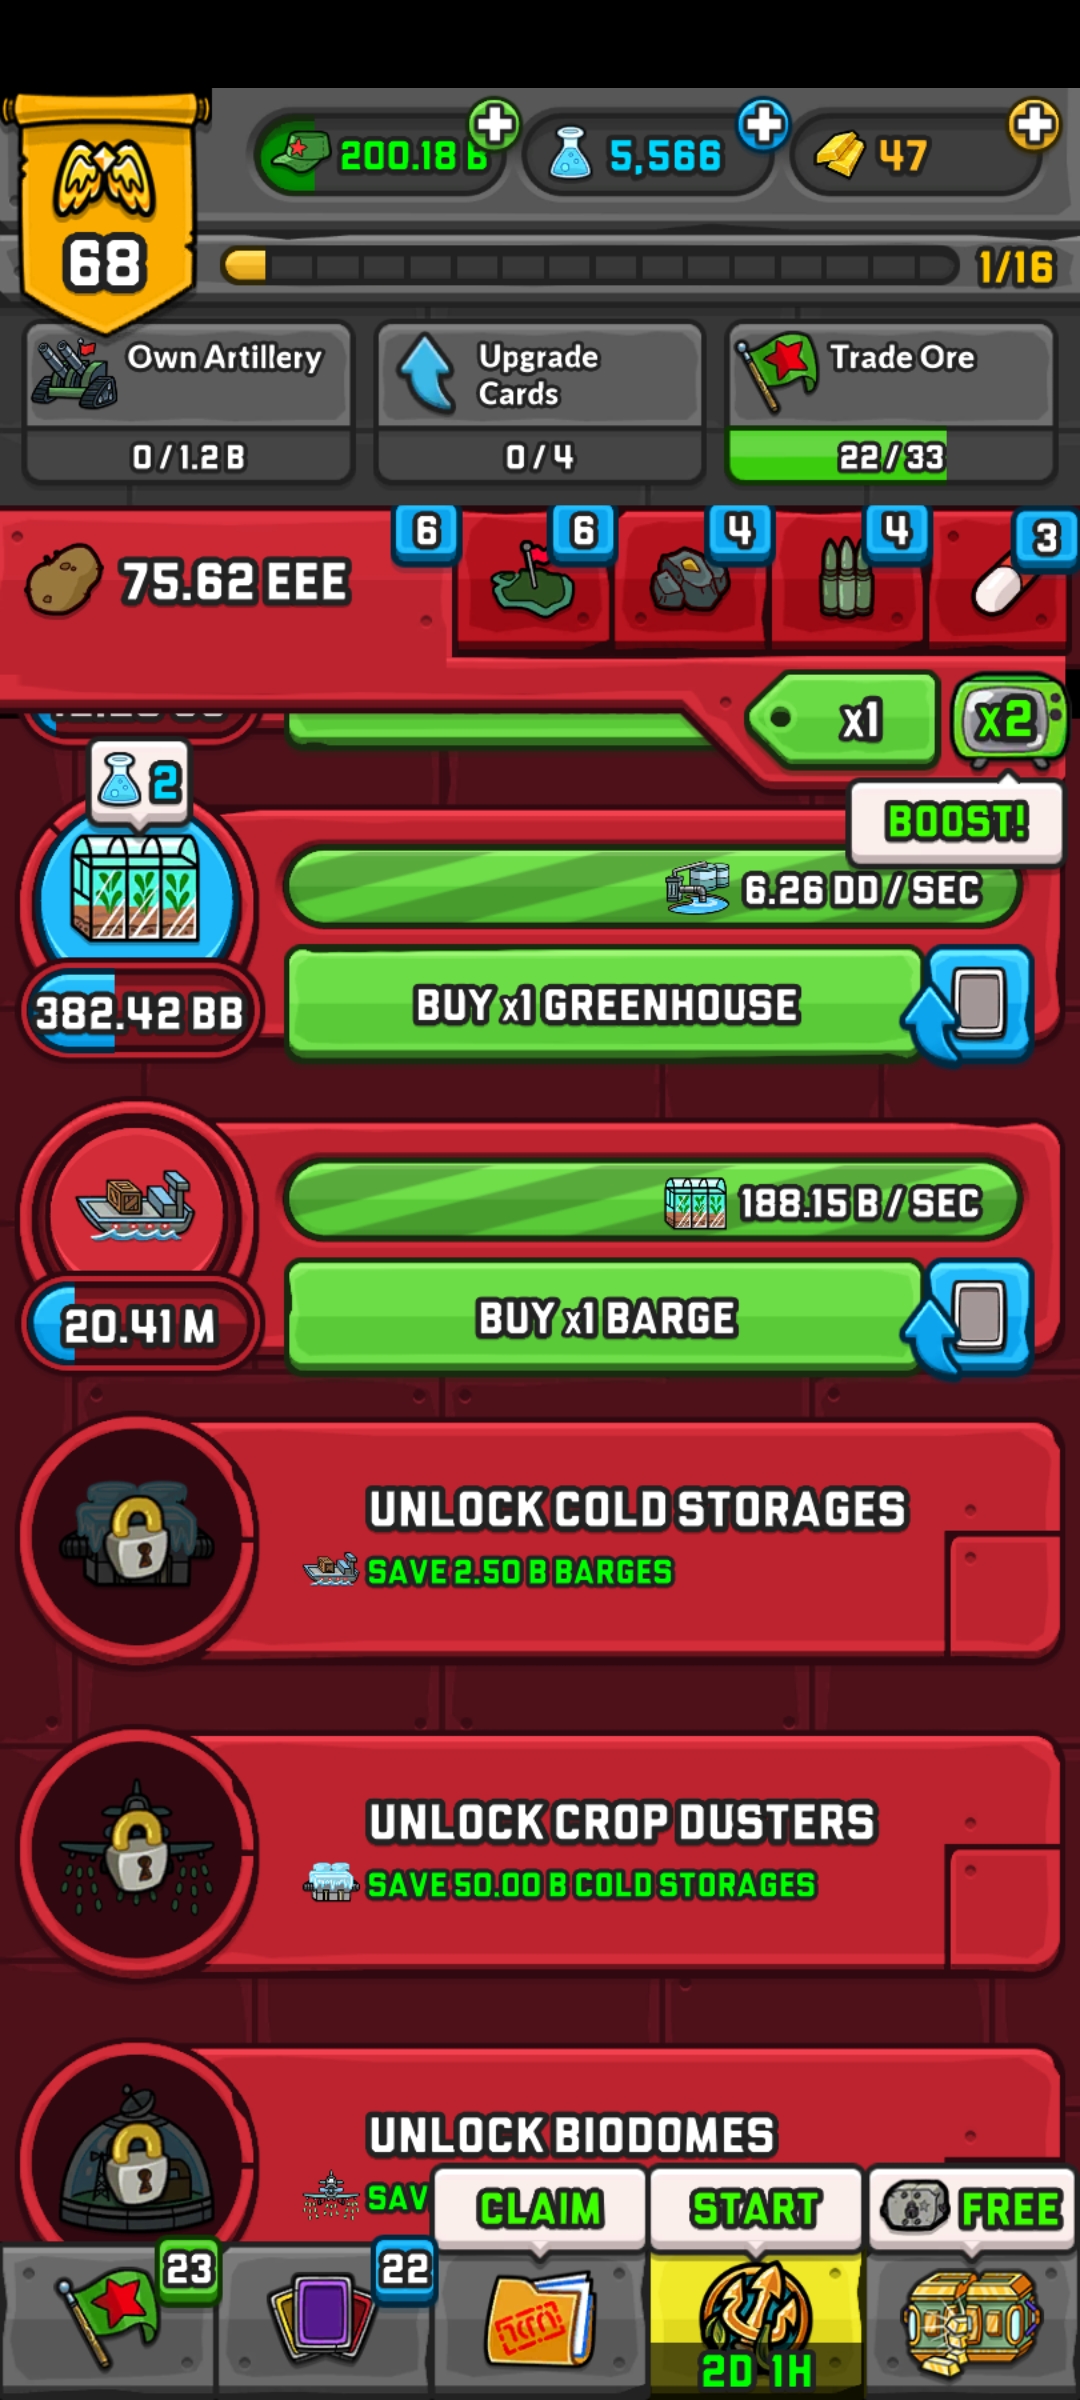 200.18 B
5,566
47
68
1/16
Own Artillery
0 / 1.2 B
Upgrade
Cards
0 / 4
Trade Ore
22 / 33
75.62 EEE
6
6
4
4
3
x1
x2
BOOST!
2
6.26 DD / SEC
382.42 BB
BUY x1 GREENHOUSE
188.15 B / SEC
20.41 M
BUY x1 BARGE
UNLOCK COLD STORAGES
SAVE 2.50 B BARGES
UNLOCK CROP DUSTERS
SAVE 50.00 B COLD STORAGES
UNLOCK BIODOMES
SAV
CLAIM
START
FREE
23
22
2D 1H